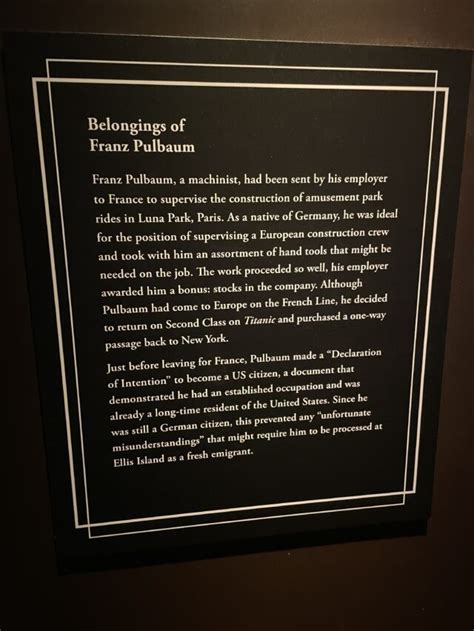 Belongings of
Franz Pulbaum
Franz Pulbaum, a machinist, had been sent by his employer
to France to supervise the construction of amusement park
rides in Luna Park, Paris. As a native of Germany, he was ideal
for the position of supervising a European construction crew
and took with him an assortment of hand tools that might be
needed on the job. The work proceeded so well, his employer
awarded him a bonus: stocks in the company. Although
Pulbaum had come to Europe on the French Line, he decided
to return on Second Class on Titanic and purchased a one-way
passage back to New York.
Just before leaving for France, Pulbaum made a “Declaration
of Intention” to become a US citizen, a document that
demonstrated he had an established occupation and was
already a long-time resident of the United States. Since he
was still a German citizen, this prevented any “unfortunate
misunderstandings” that might require him to be processed at
Ellis Island as a fresh emigrant.